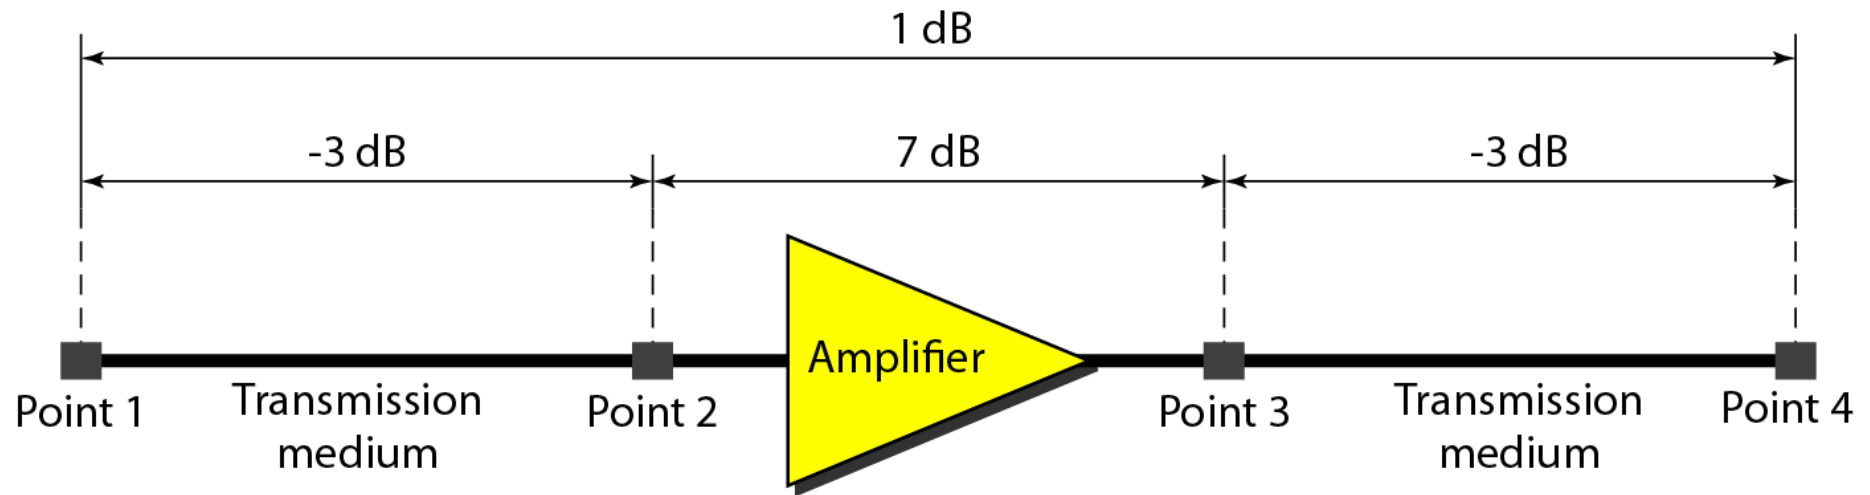 1 dB
-3 dB
7 dB
-3 dB
Amplifier
Point 1
Transmission
medium
Point 2
Point 3
Transmission
medium
Point 4